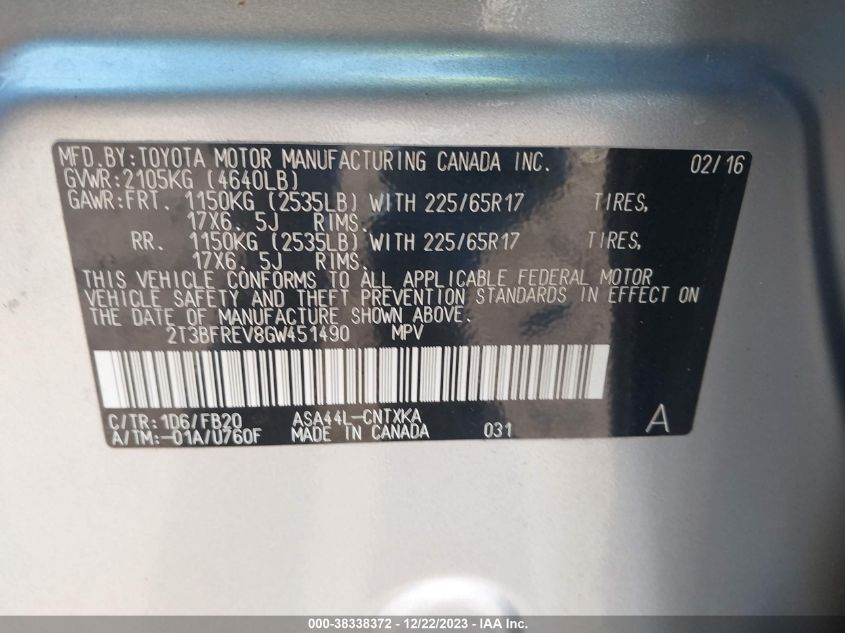 MFD.BY:TOYOTA MOTOR MANUFACTURING CANADA INC. 02/16
GVWR:2105KG (4640LB)
GAWR:FRT. 1150KG (2535LB) WITH 225/65R17 TIRES,
17X6. 5J RIMS,
RR. 1150KG (2535LB) WITH 225/65R17 TIRES,
17X6. 5J RIMS.
THIS VEHICLE CONFORMS TO ALL APPLICABLE FEDERAL MOTOR
VEHICLE SAFETY AND THEFT PREVENTION STANDARDS IN EFFECT ON
THE DATE OF MANUFACTURE SHOWN ABOVE.
2T3BFREV8GW451490 MPV
C/TR:1D6/FB20 ASA44L-CNTXKA
A/TM:-01A/U760F MADE IN CANADA 031 A
000-38338372 - 12/22/2023 - IAA Inc.